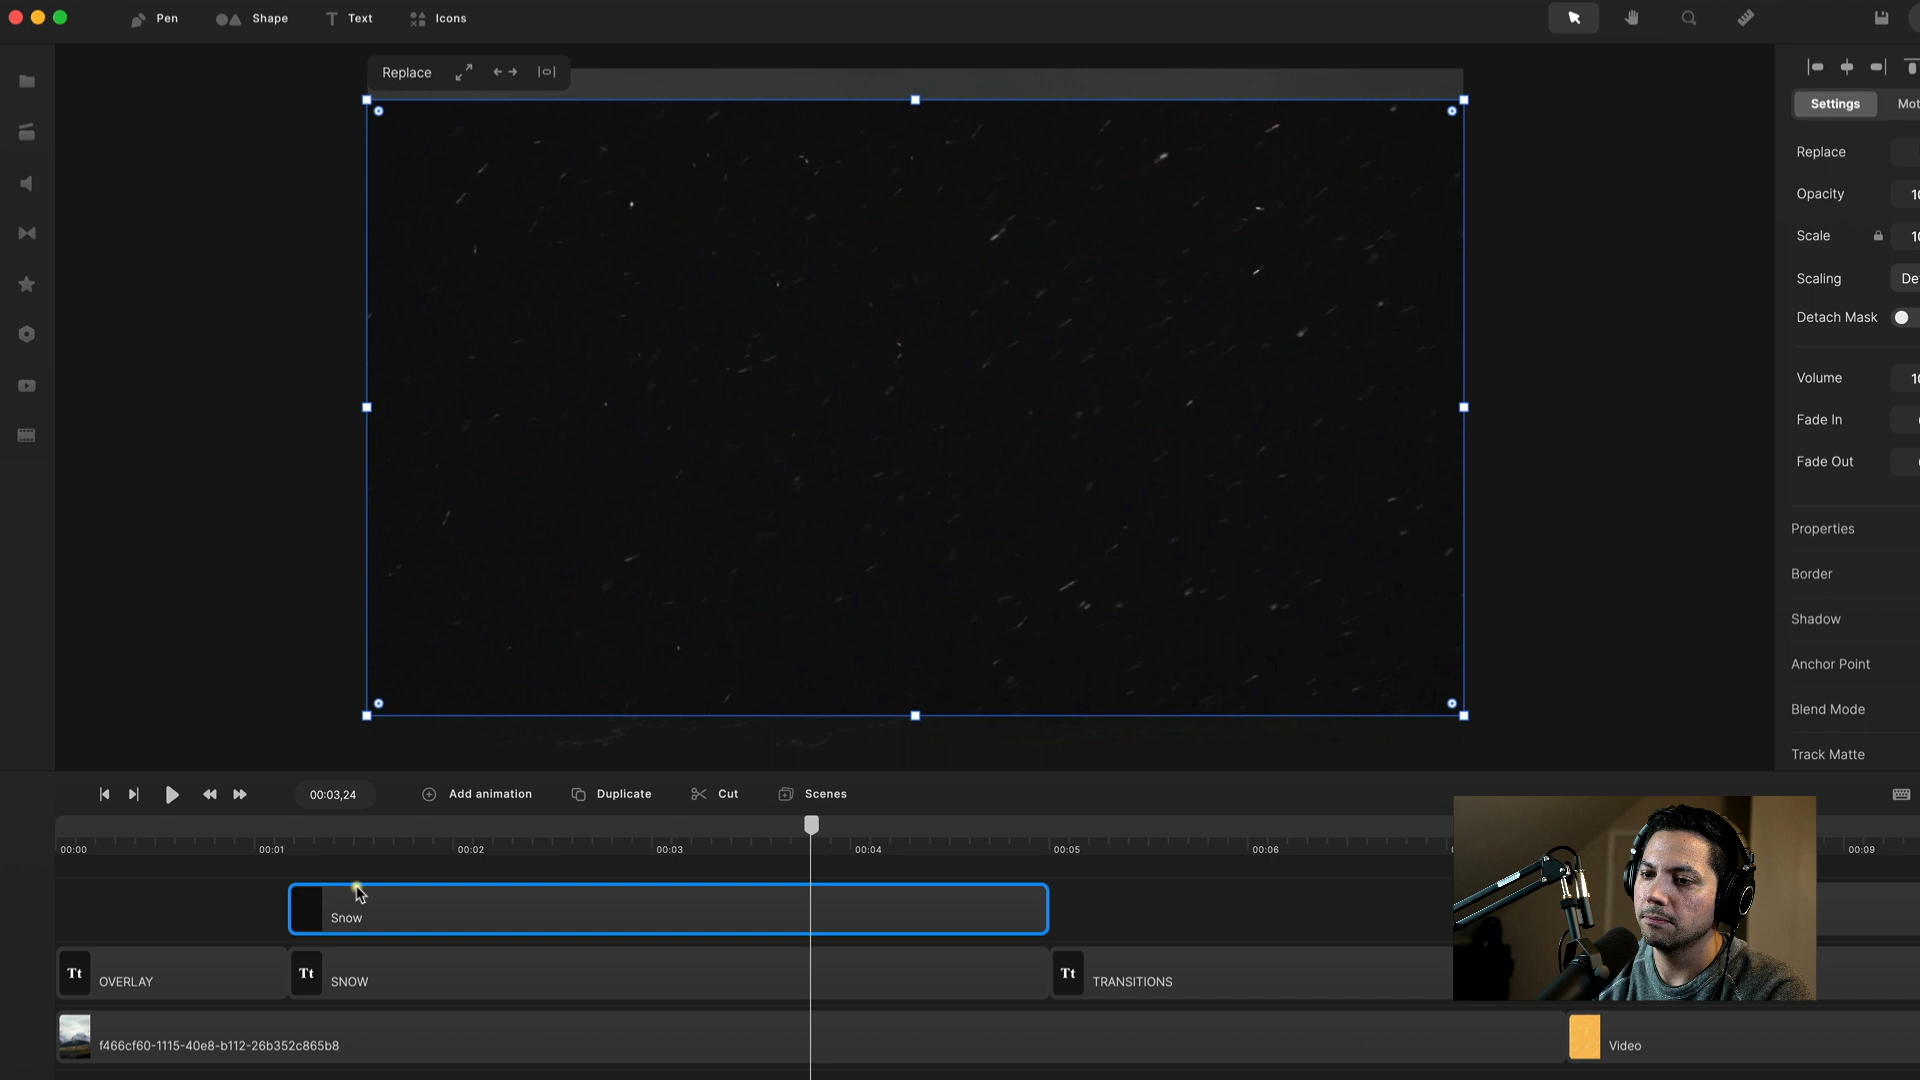 Pen
Shape
Text
Icons
Replace
Settings
Replace
Opacity
Scale
Scaling
Detach Mask
Volume
Fade In
Fade Out
Properties
Border
Shadow
Anchor Point
Blend Mode
Track Matte
00:03,24
Add animation
Duplicate
Cut
Scenes
00:00
00:01
00:02
00:03
00:04
00:05
00:06
00:09
Snow
Tt OVERLAY
Tt SNOW
Tt TRANSITIONS
f466cf60-1115-40e8-b112-26b352c865b8
Video